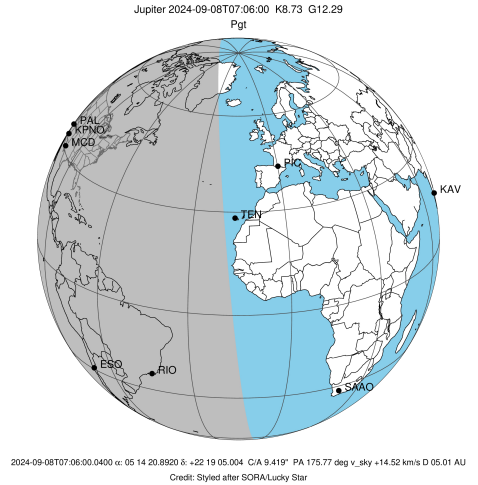 Jupiter 2024-09-08T07:06:00  K8.73  G12.29
Pgt
PAL
KPNO
MCD
PIC
KAV
TEN
ESO
RIO
SAAO
2024-09-08T07:06:00.0400 α: 05 14 20.8920 δ: +22 19 05.004  C/A 9.419"  PA 175.77 deg v_sky +14.52 km/s D 05.01 AU
Credit: Styled after SORA/Lucky Star